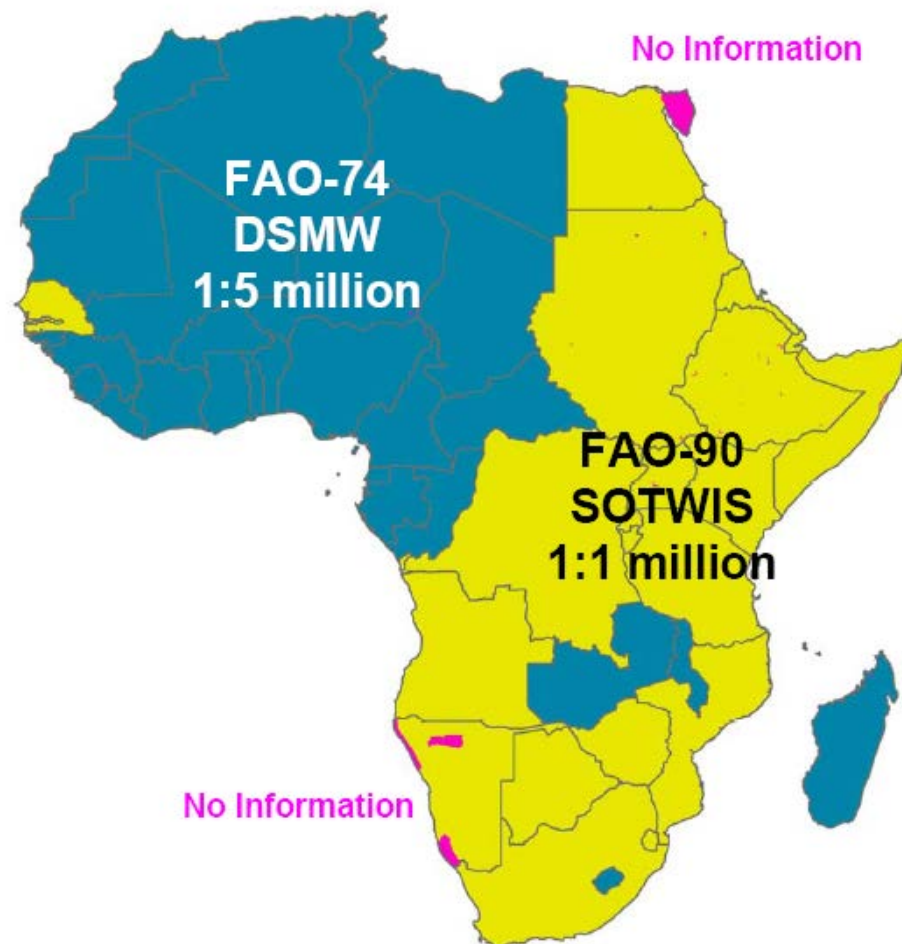 No Information
FAO-74
DSMW
1:5 million
FAO-90
SOTWIS
1:1 million
No Information